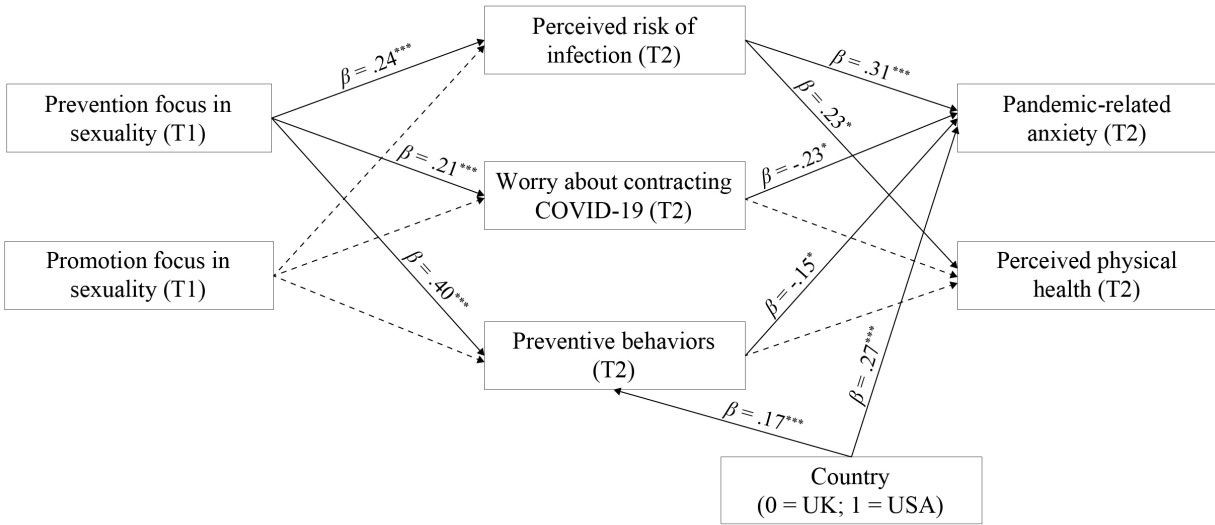 Perceived risk of
infection (T2)
β = .24***
β = .31***
Prevention focus in
sexuality (T1)
β = .23*
Pandemic-related
anxiety (T2)
β = .21***
β = -.23*
Worry about contracting
COVID-19 (T2)
Promotion focus in
sexuality (T1)
β = .40***
β = -.15*
Perceived physical
health (T2)
Preventive behaviors
(T2)
β = .27***
β = .17***
Country
(0 = UK; 1 = USA)